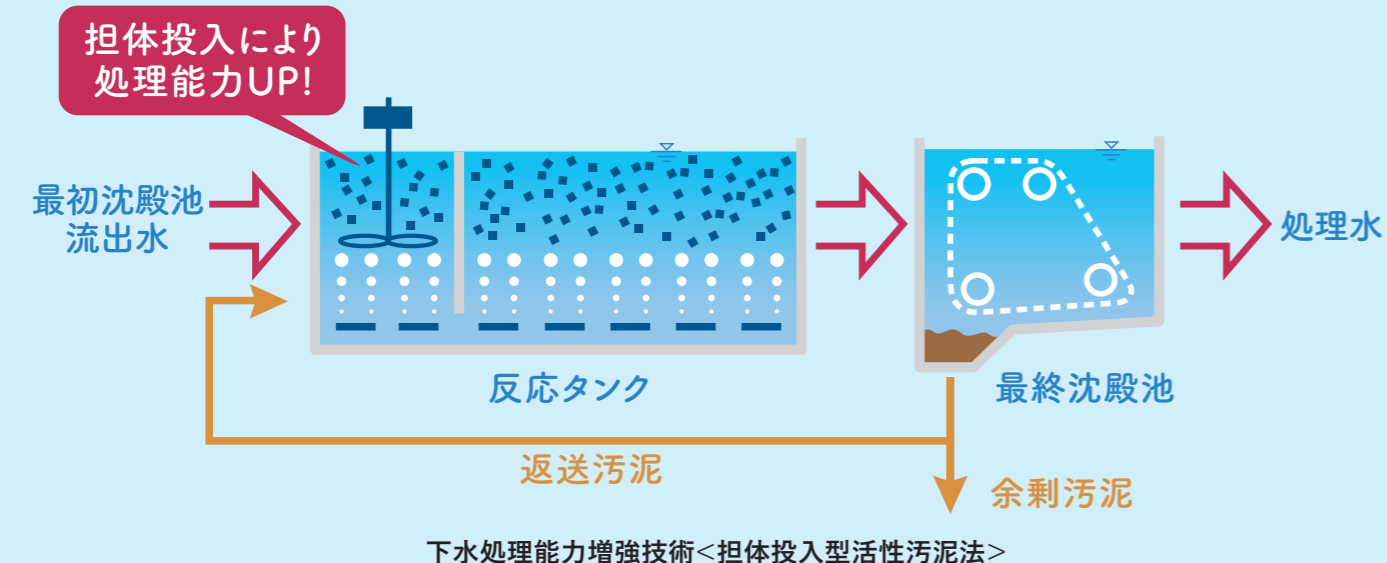 担体投入により
処理能力UP!
最初沈殿池
流出水
処理水
反応タンク
最終沈殿池
返送汚泥
余剰汚泥
下水処理能力増強技術<担体投入型活性汚泥法>